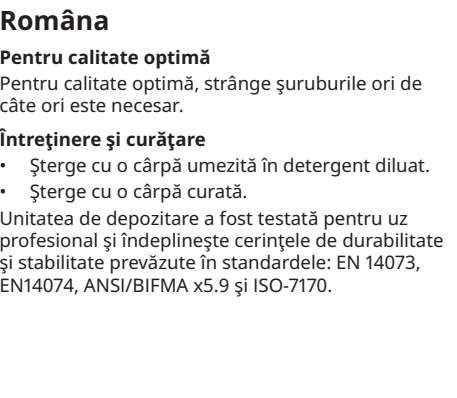 Româna
Pentru calitate optimă
Pentru calitate optimă, strânge şuruburile ori de
câte ori este necesar.
Întreţinere şi curăţare
• Şterge cu o cârpă umezită în detergent diluat.
• Şterge cu o cârpă curată.
Unitatea de depozitare a fost testată pentru uz
profesional şi îndeplineşte cerinţele de durabilitate
şi stabilitate prevăzute în standardele: EN 14073,
EN14074, ANSI/BIFMA x5.9 şi ISO-7170.